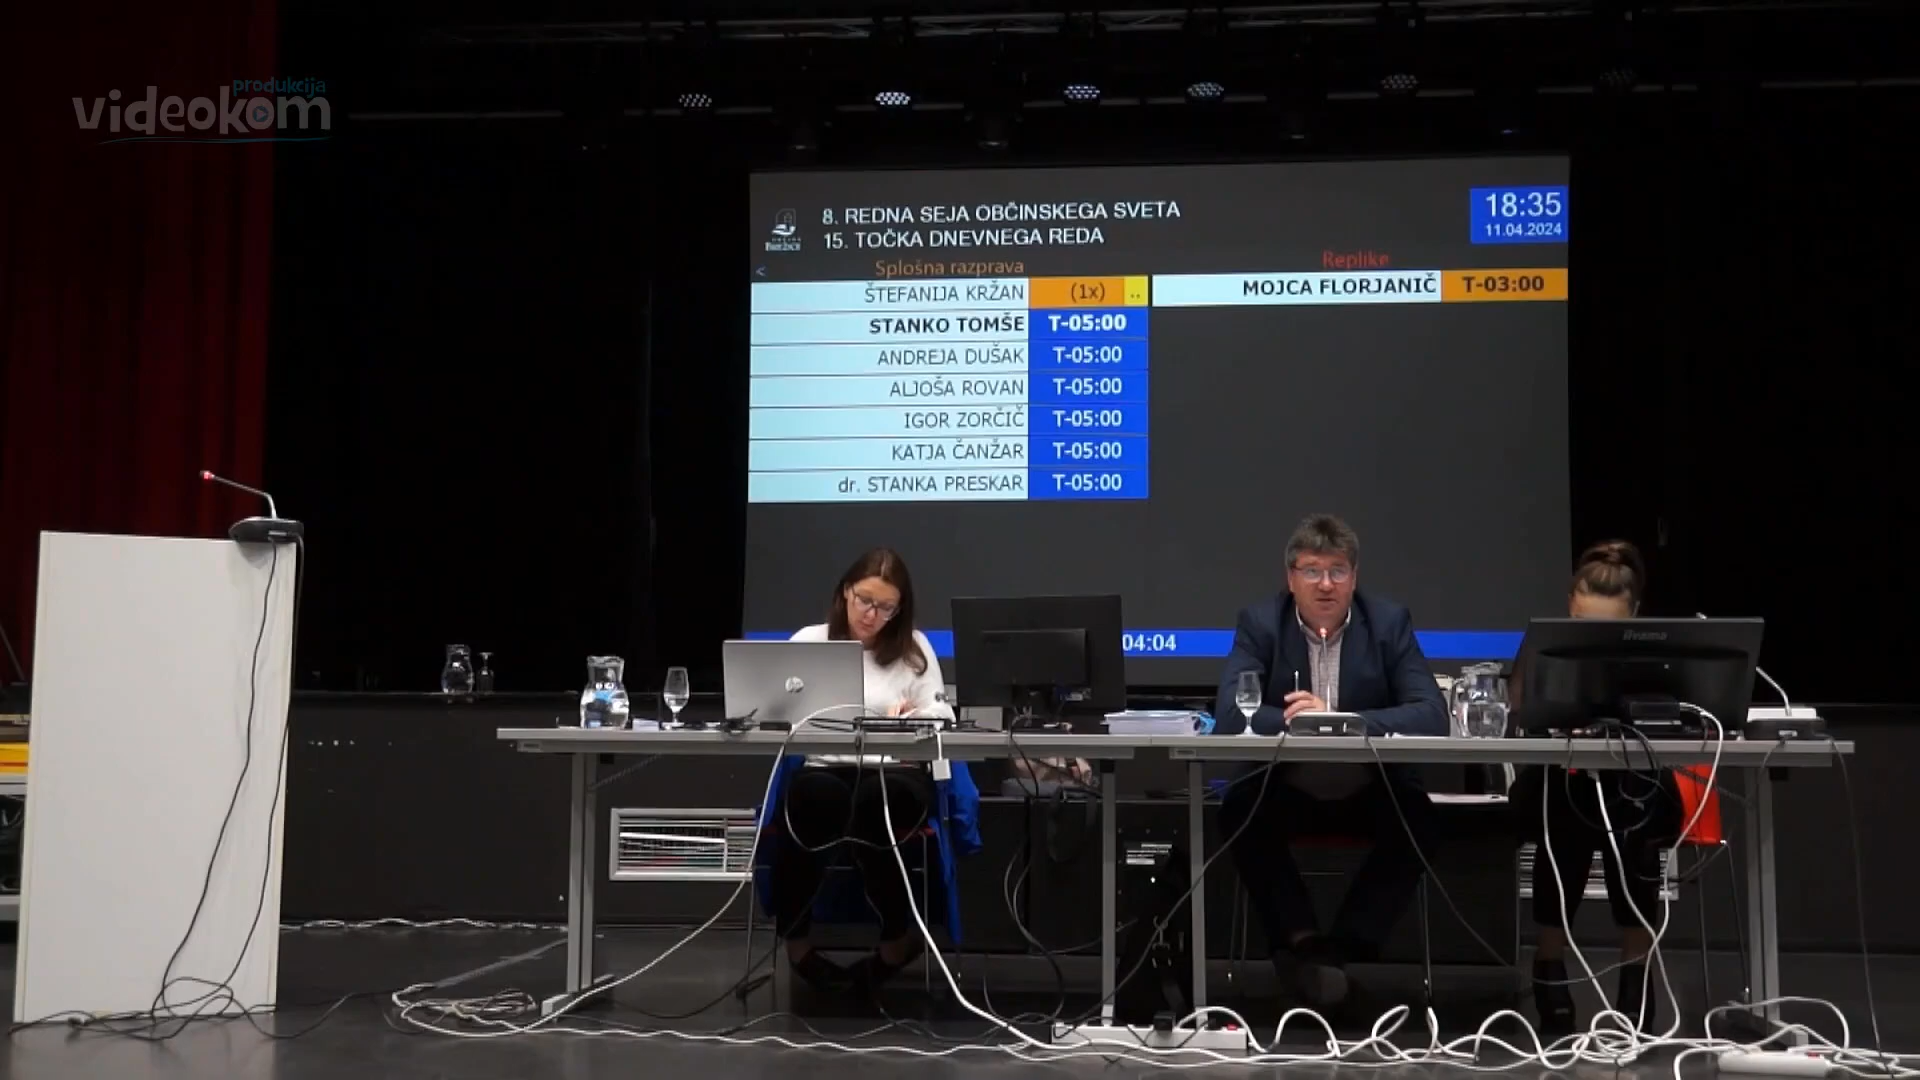 produkcija
videokom
8. REDNA SEJA OBČINSKEGA SVETA
15. TOČKA DNEVNEGA REDA
18:35
11.04.2024
BREŽICE
< Splošna razprava
Replike
ŠTEFANIJA KRŽAN (1x) ..
MOJCA FLORJANIČ T-03:00
STANKO TOMŠE T-05:00
ANDREJA DUŠAK T-05:00
ALJOŠA ROVAN T-05:00
IGOR ZORČIČ T-05:00
KATJA ČANŽAR T-05:00
dr. STANKA PRESKAR T-05:00
04:04
hp
iiyama